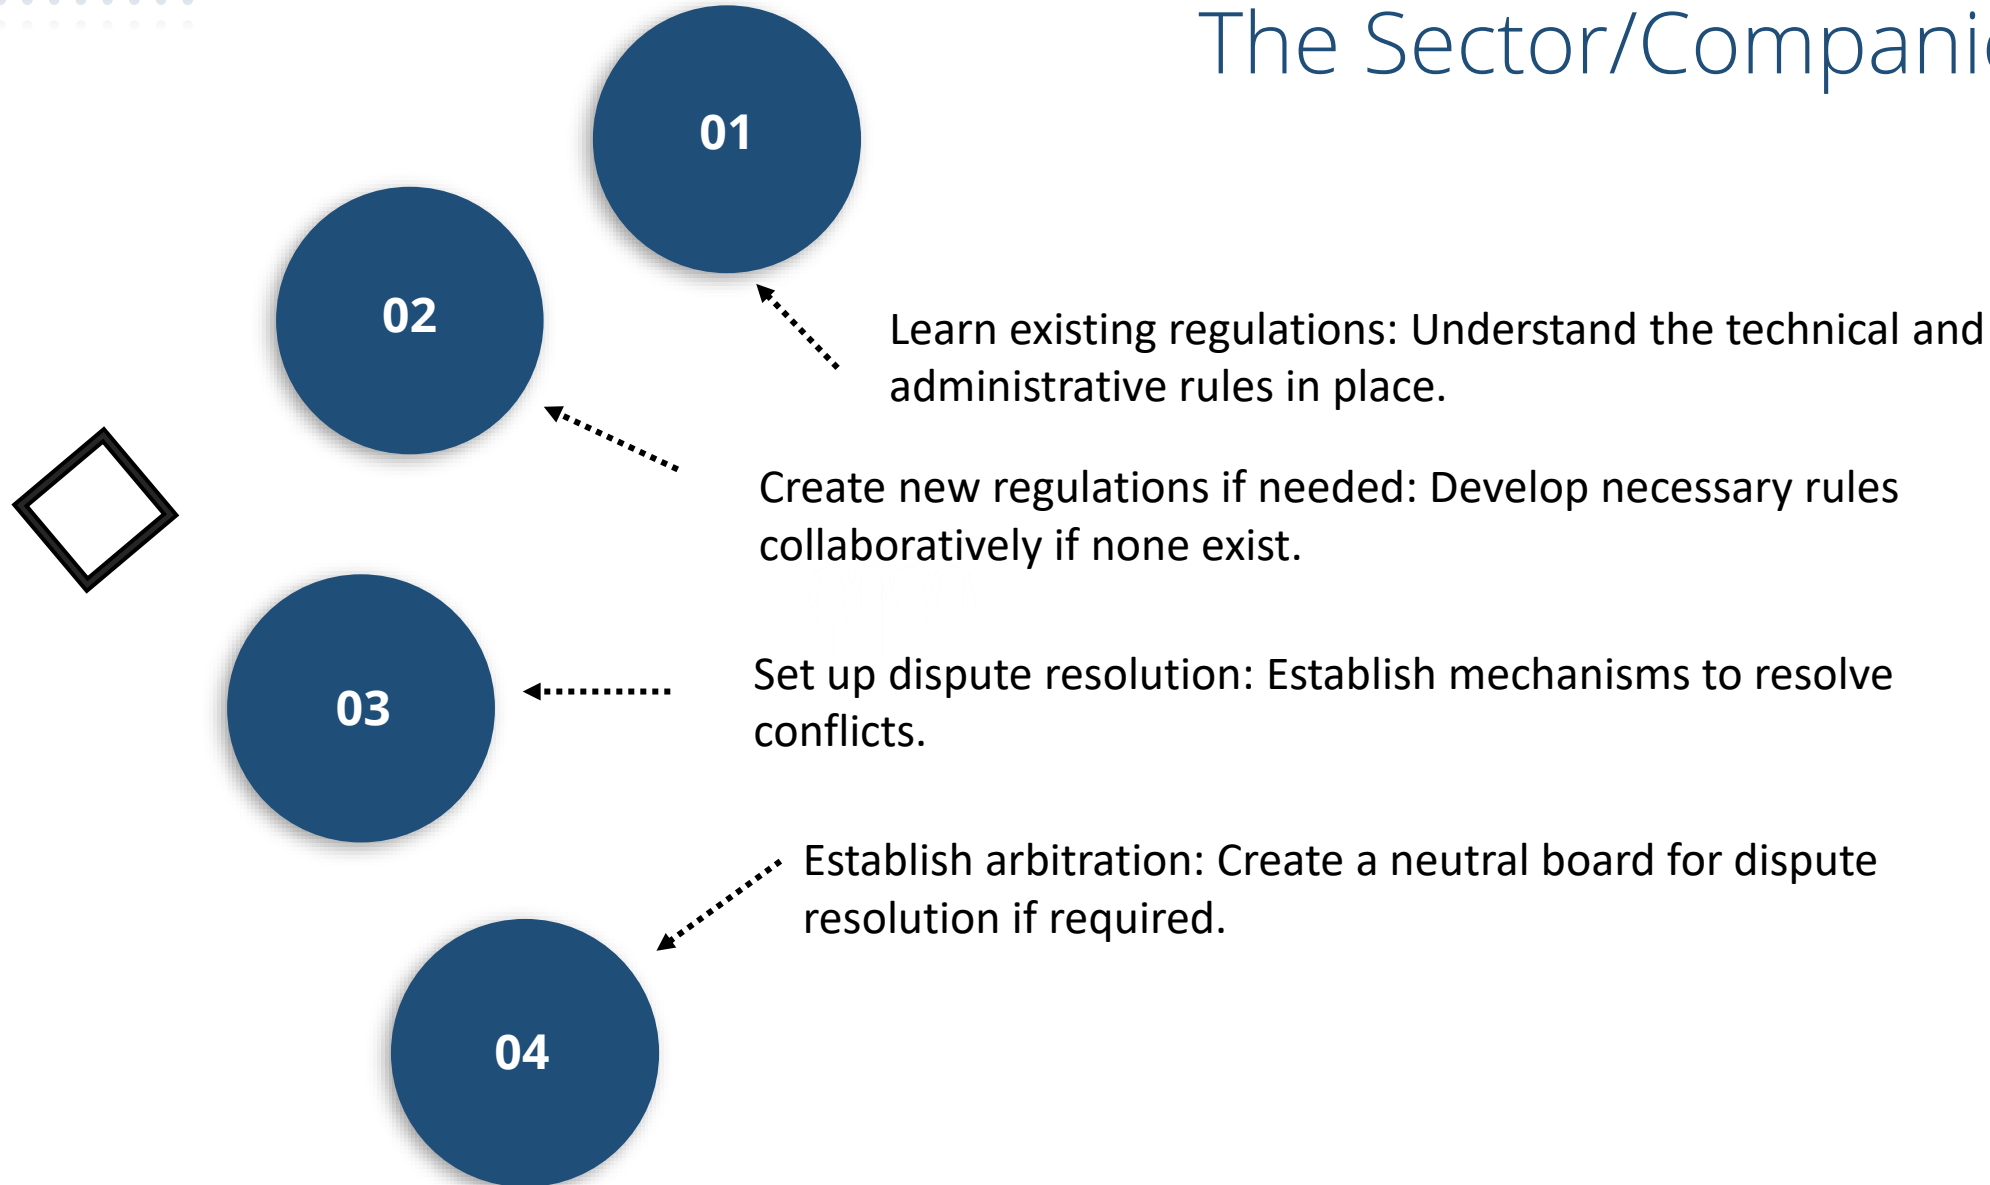 The Sector/Compani
01
02
Learn existing regulations: Understand the technical and
administrative rules in place.
Create new regulations if needed: Develop necessary rules
collaboratively if none exist.
03
Set up dispute resolution: Establish mechanisms to resolve
conflicts.
Establish arbitration: Create a neutral board for dispute
resolution if required.
04